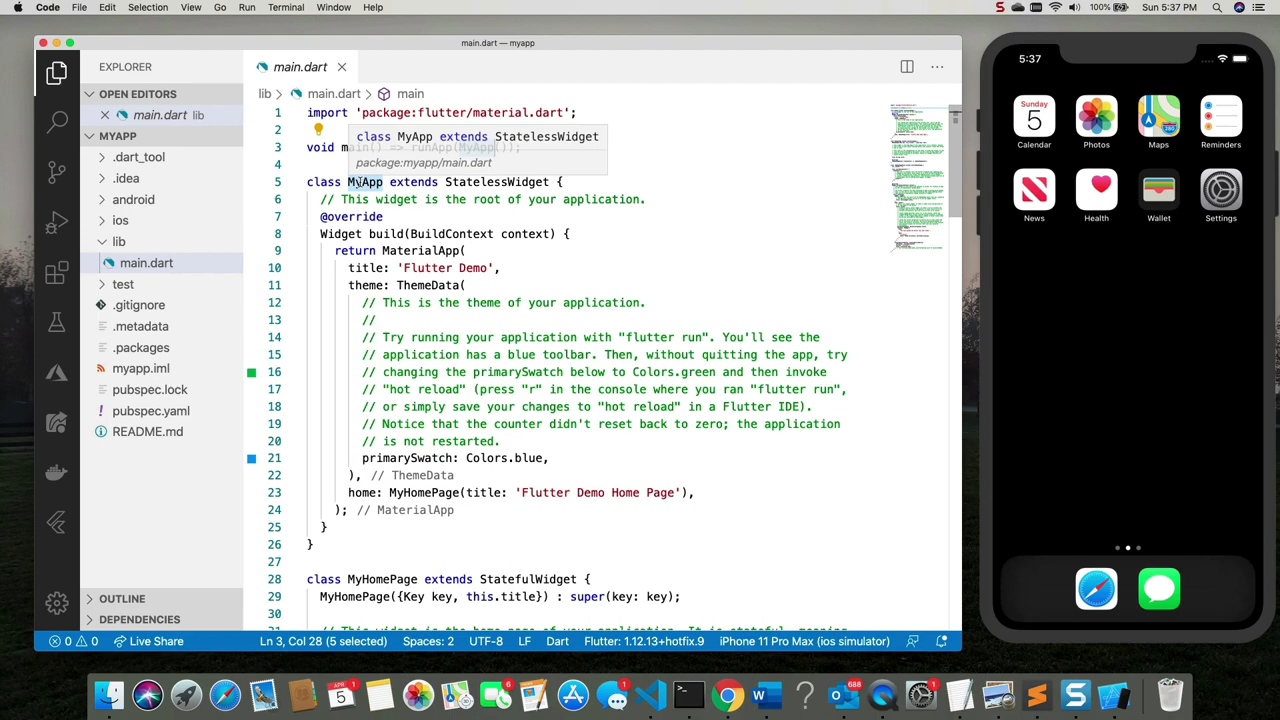 Code File Edit Selection View Go Run Terminal Window Help
100% Sun 5:37 PM
main.dart — myapp
EXPLORER
OPEN EDITORS
main.dart lib
MYAPP
.dart_tool
.idea
android
ios
lib
main.dart
test
.gitignore
.metadata
.packages
myapp.iml
pubspec.lock
pubspec.yaml
README.md
OUTLINE
DEPENDENCIES
main.dart
lib > main.dart > main
1 import 'package:flutter/material.dart';
2
class MyApp extends StatelessWidget
3 void main() => runApp(MyApp());
package:myapp/main.dart
5 class MyApp extends StatelessWidget {
6 // This widget is the root of your application.
7 @override
8 Widget build(BuildContext context) {
9 return MaterialApp(
10 title: 'Flutter Demo',
11 theme: ThemeData(
12 // This is the theme of your application.
13 //
14 // Try running your application with "flutter run". You'll see the
15 // application has a blue toolbar. Then, without quitting the app, try
16 // changing the primarySwatch below to Colors.green and then invoke
17 // "hot reload" (press "r" in the console where you ran "flutter run",
18 // or simply save your changes to "hot reload" in a Flutter IDE).
19 // Notice that the counter didn't reset back to zero; the application
20 // is not restarted.
21 primarySwatch: Colors.blue,
22 ), // ThemeData
23 home: MyHomePage(title: 'Flutter Demo Home Page'),
24 ); // MaterialApp
25 }
26 }
27
28 class MyHomePage extends StatefulWidget {
29 MyHomePage({Key key, this.title}) : super(key: key);
30
0 0 Live Share Ln 3, Col 28 (5 selected) Spaces: 2 UTF-8 LF Dart Flutter: 1.12.13+hotfix.9 iPhone 11 Pro Max (ios simulator)
5:37
Sunday
5
280
Calendar Photos Maps Reminders
News Health Wallet Settings
APR
5
1
6
1
688
1